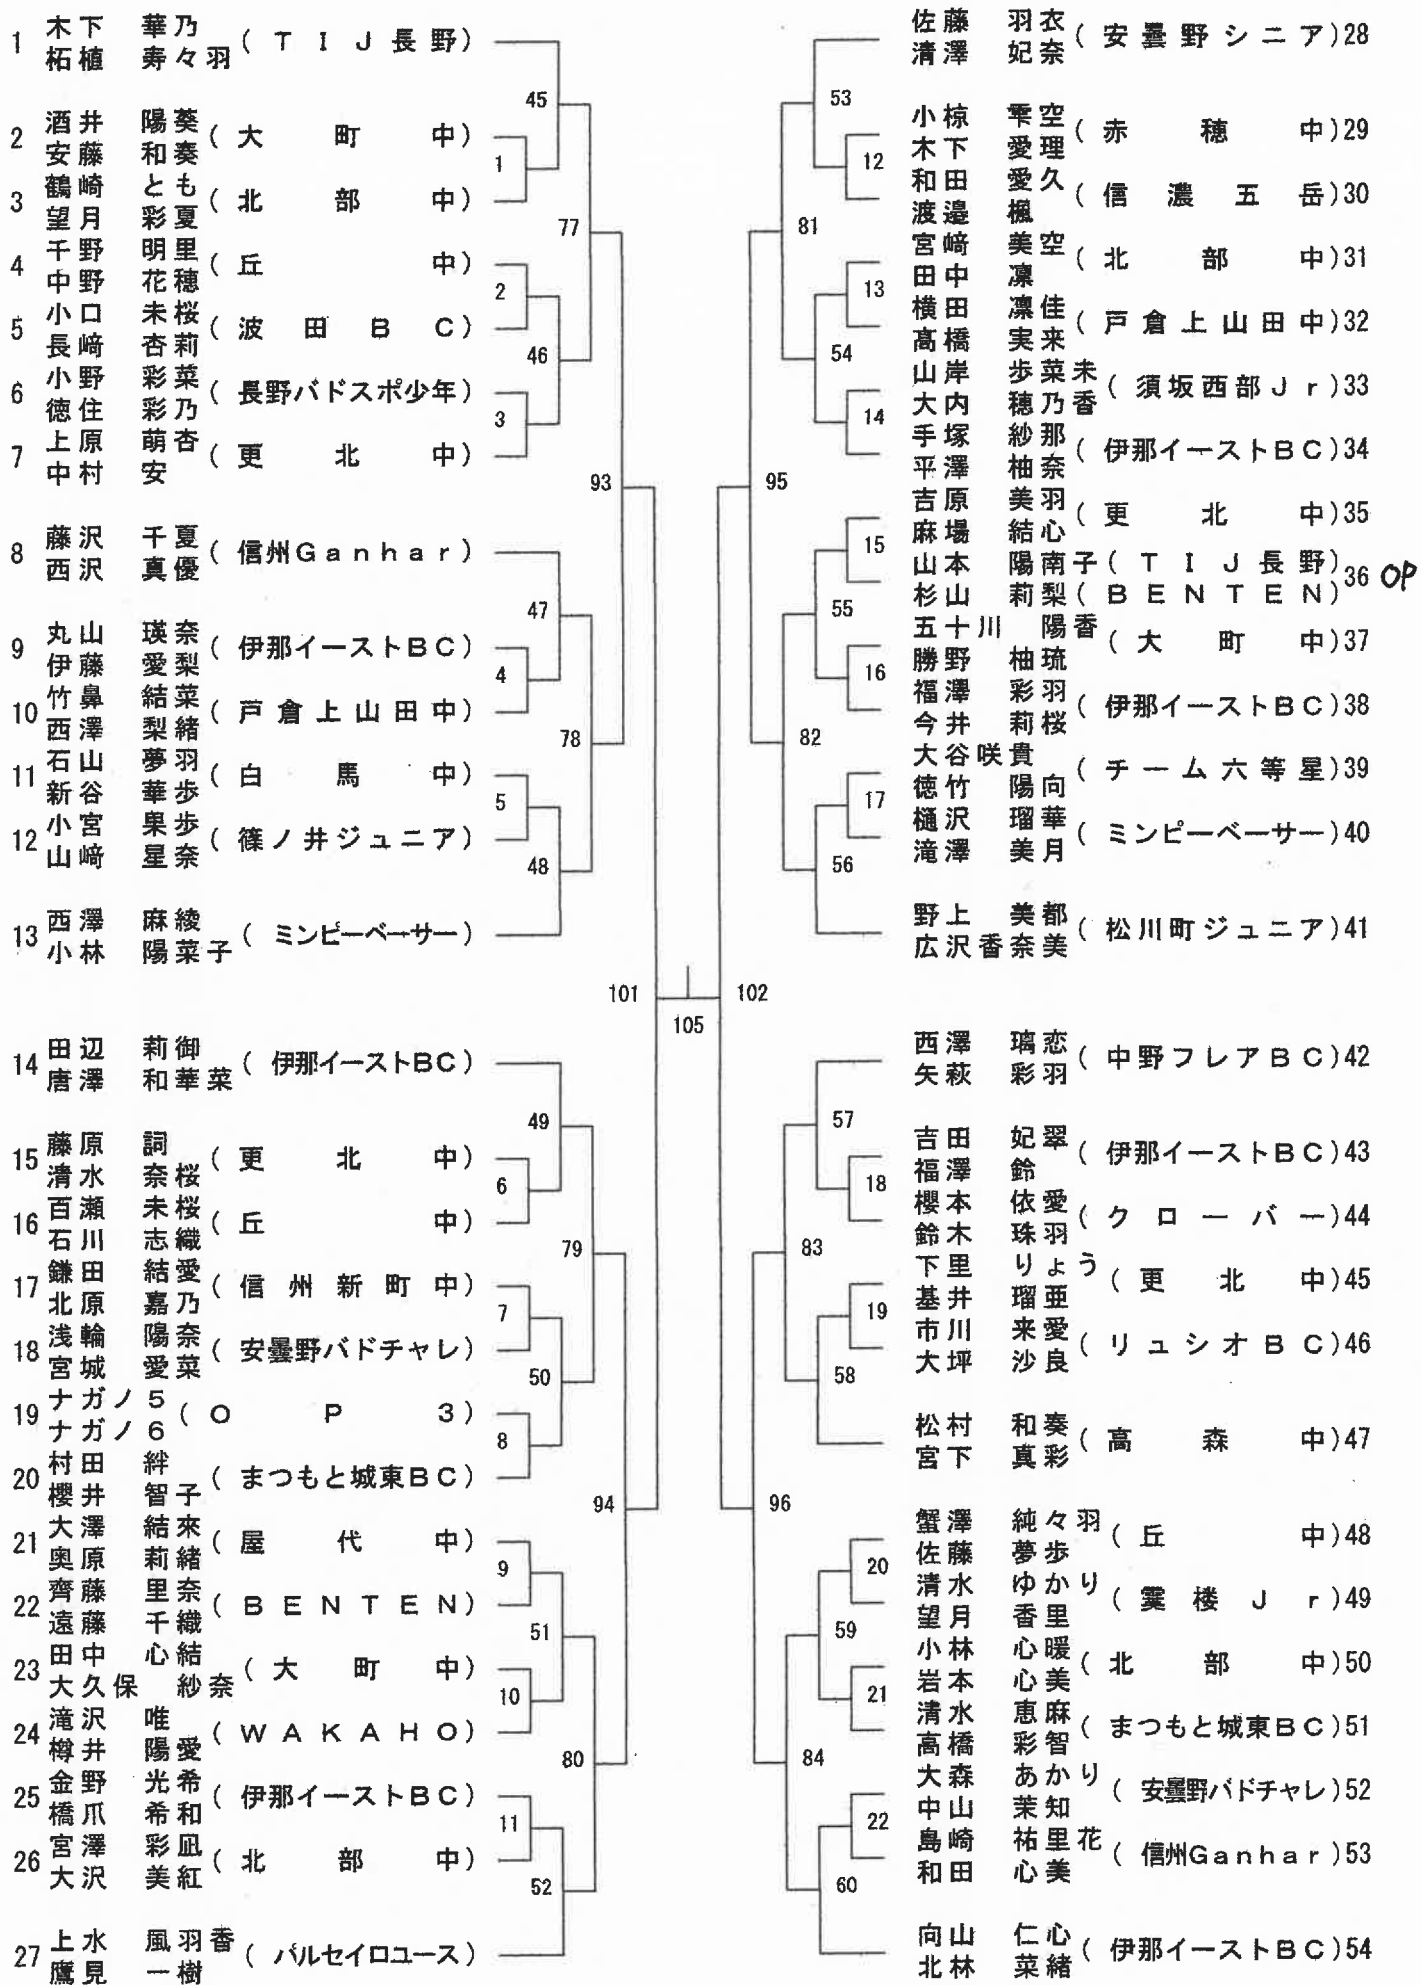 木下 華乃
1 (TIJ長野)
柘植 寿々羽
45
酒井 陽葵
2 (大町中)
安藤 和奏
1
鶴崎 とも
3 (北部中)
望月 彩夏
77
千野 明里
4 (丘中)
中野 花穂
2
小口 未桜
5 (波田BC)
長﨑 杏莉
46
小野 彩菜
6 (長野バドスポ少年)
徳住 彩乃
3
上原 萌杏
7 (更北中)
中村 安
93
藤沢 千夏
8 (信州Ganhar)
西沢 真優
47
丸山 瑛奈
9 (伊那イーストBC)
伊藤 愛梨
4
竹鼻 結菜
10 (戸倉上山田中)
西澤 梨緒
78
石山 夢羽
11 (白馬中)
新谷 華歩
5
小宮 果歩
12 (篠ノ井ジュニア)
山﨑 星奈
48
西澤 麻綾
13 (ミンピーベーサー)
小林 陽菜子
101
105
102
田辺 莉御
14 (伊那イーストBC)
唐澤 和華菜
49
藤原 詞
15 (更北中)
清水 奈桜
6
百瀬 未桜
16 (丘中)
石川 志織
79
鎌田 結愛
17 (信州新町中)
北原 嘉乃
7
浅輪 陽奈
18 (安曇野バドチャレ)
宮城 愛菜
50
ナガノ5
19 (OP3)
ナガノ6
8
村田 絆
20 (まつもと城東BC)
櫻井 智子
94
大澤 結來
21 (屋代中)
奥原 莉緒
9
齊藤 里奈
22 (BENTEN)
遠藤 千織
51
田中 心結
23 (大町中)
大久保 紗奈
10
滝沢 唯
24 (WAKAHO)
樽井 陽愛
80
金野 光希
25 (伊那イーストBC)
橋爪 希和
11
宮澤 彩凪
26 (北部中)
大沢 美紅
52
上水 風羽香
27 (パルセイロユース)
鷹見 一樹
佐藤 羽衣
(安曇野シニア)28
清澤 妃奈
53
小椋 雫空
(赤穂中)29
木下 愛理
12
和田 愛久
(信濃五岳)30
渡邉 楓
81
宮﨑 美空
(北部中)31
田中 凛
13
横田 凛佳
(戸倉上山田中)32
髙橋 実来
54
山岸 歩菜未
(須坂西部Jr)33
大内 穂乃香
14
手塚 紗那
(伊那イーストBC)34
平澤 柚奈
95
吉原 美羽
(更北中)35
麻場 結心
15
山本 陽南子(TIJ長野)
36 OP
杉山 莉梨(BENTEN)
55
五十川 陽香
(大町中)37
勝野 柚琉
16
福澤 彩羽
(伊那イーストBC)38
今井 莉桜
82
大谷咲貴
(チーム六等星)39
徳竹 陽向
17
樋沢 瑠華
(ミンピーベーサー)40
滝澤 美月
56
野上 美都
(松川町ジュニア)41
広沢香奈美
西澤 璃恋
(中野フレアBC)42
矢萩 彩羽
57
吉田 妃翠
(伊那イーストBC)43
福澤 鈴
18
櫻本 依愛
(クローバー)44
鈴木 珠羽
83
下里 りょう
(更北中)45
基井 瑠亜
19
市川 来愛
(リュシオBC)46
大坪 沙良
58
松村 和奏
(高森中)47
宮下 真彩
96
蟹澤 純々羽
(丘中)48
佐藤 夢歩
20
清水 ゆかり
(楼Jr)49
望月 香里
59
小林 心暖
(北部中)50
岩本 心美
21
清水 恵麻
(まつもと城東BC)51
高橋 彩智
84
大森 あかり
(安曇野バドチャレ)52
中山 茉知
22
島崎 祐里花
(信州Ganhar)53
和田 心美
60
向山 仁心
(伊那イーストBC)54
北林 菜緒